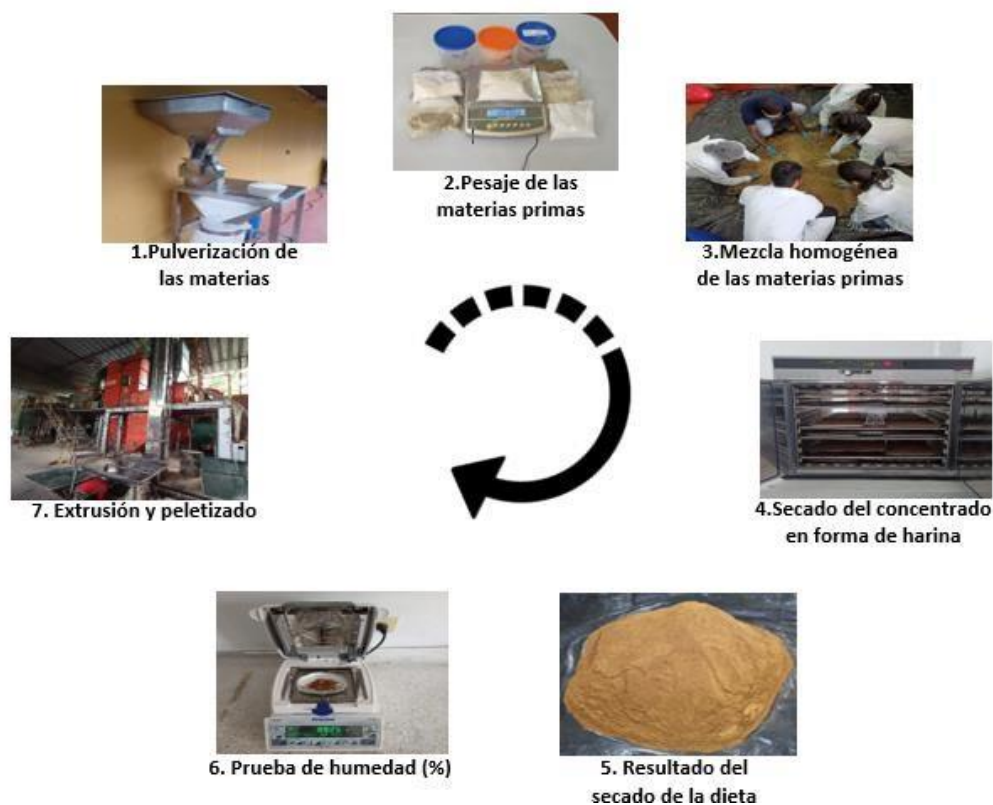 1.Pulverización de
las materias
2.Pesaje de las
materias primas
3.Mezcla homogénea
de las materias primas
4.Secado del concentrado
en forma de harina
5. Resultado del
secado de la dieta
6. Prueba de humedad (%)
7. Extrusión y peletizado